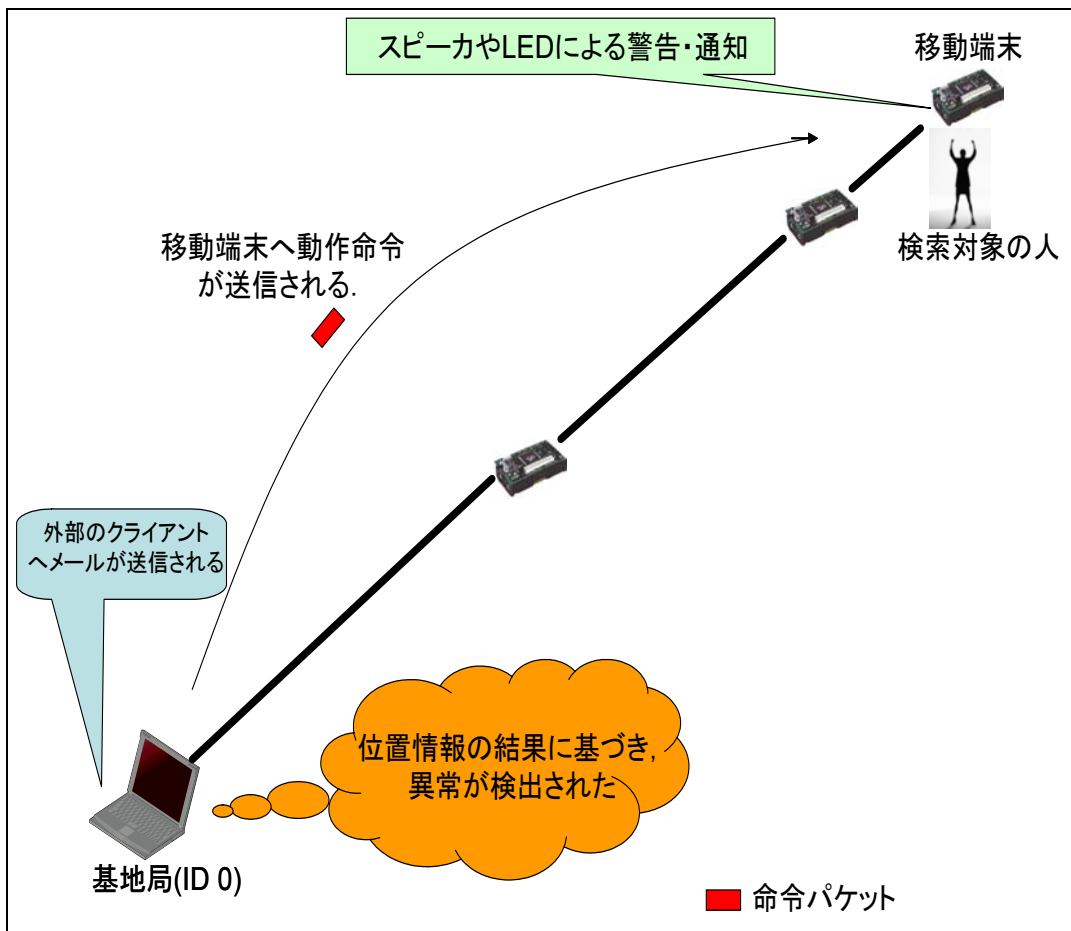 スピーカやLEDによる警告・通知
移動端末
検索対象の人
移動端末へ動作命令
が送信される.
外部のクライアント
へメールが送信される
位置情報の結果に基づき,
異常が検出された
基地局(ID 0)
命令パケット